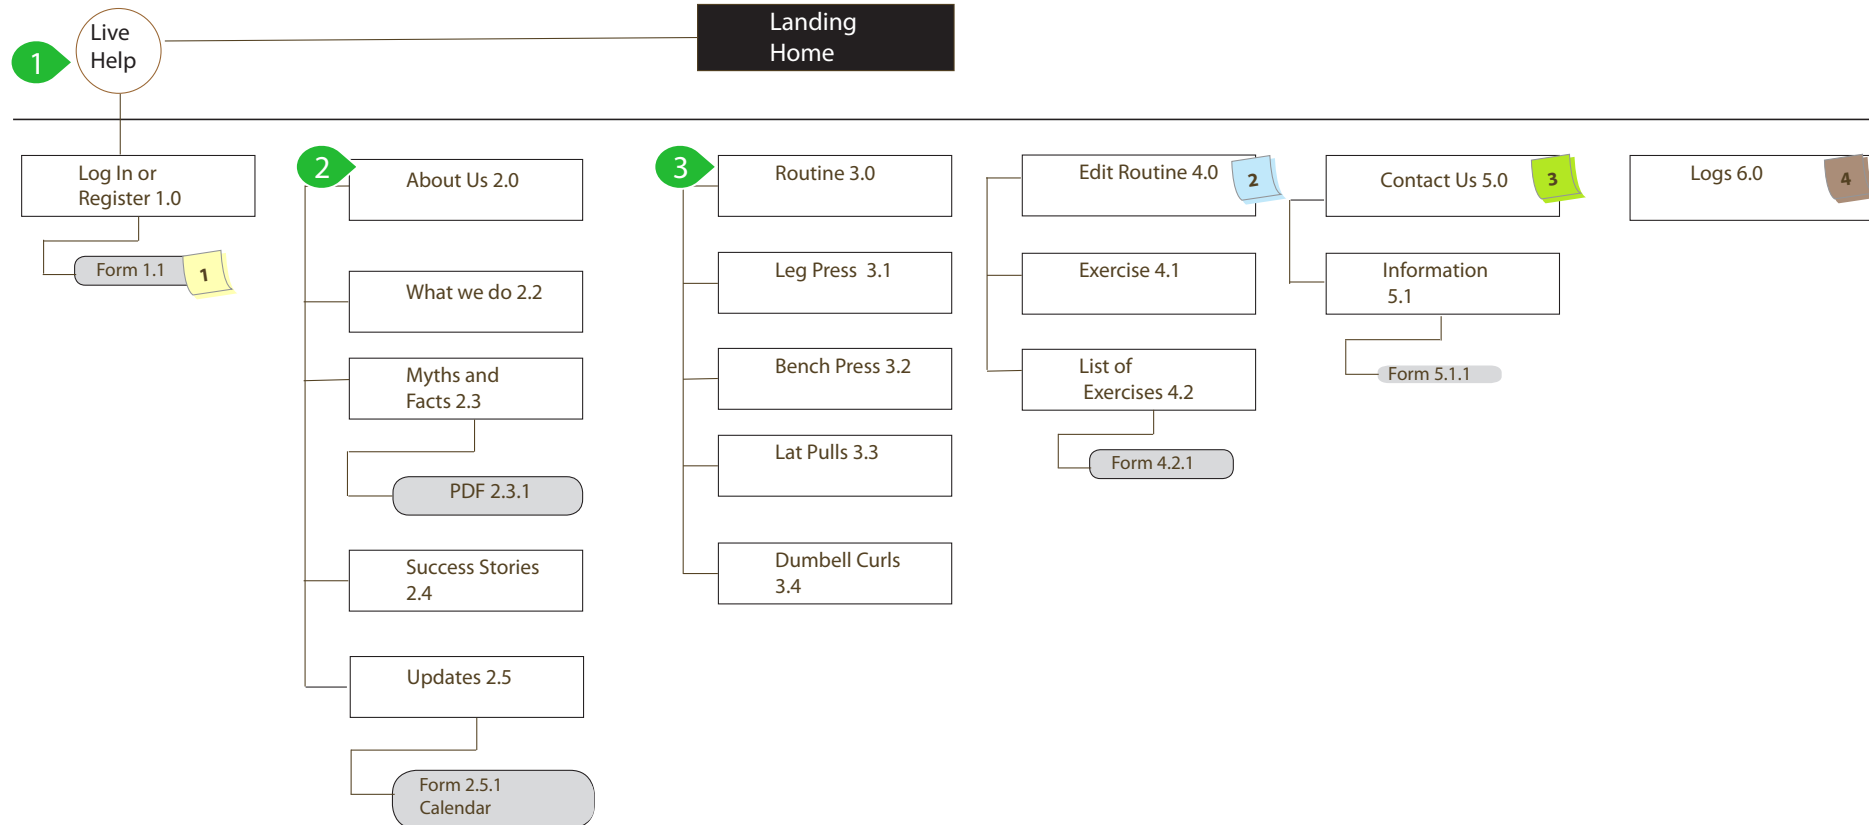 Live
Help
1
Landing
Home
Log In or
Register 1.0
Form 1.1
1
2
About Us 2.0
What we do 2.2
Myths and
Facts 2.3
PDF 2.3.1
Success Stories
2.4
Updates 2.5
Form 2.5.1
Calendar
3
Routine 3.0
Leg Press 3.1
Bench Press 3.2
Lat Pulls 3.3
Dumbell Curls
3.4
Edit Routine 4.0
2
Exercise 4.1
List of
Exercises 4.2
Form 4.2.1
Contact Us 5.0
3
Information
5.1
Form 5.1.1
Logs 6.0
4